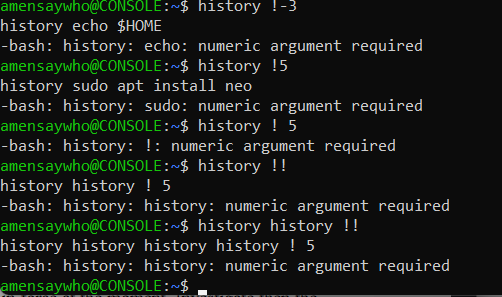 amensaywho@CONSOLE:~$ history !-3
history echo $HOME
-bash: history: echo: numeric argument required
amensaywho@CONSOLE:~$ history !5
history sudo apt install neo
-bash: history: sudo: numeric argument required
amensaywho@CONSOLE:~$ history ! 5
-bash: history: !: numeric argument required
amensaywho@CONSOLE:~$ history !!
history history ! 5
-bash: history: history: numeric argument required
amensaywho@CONSOLE:~$ history history !!
history history history history ! 5
-bash: history: history: numeric argument required
amensaywho@CONSOLE:~$